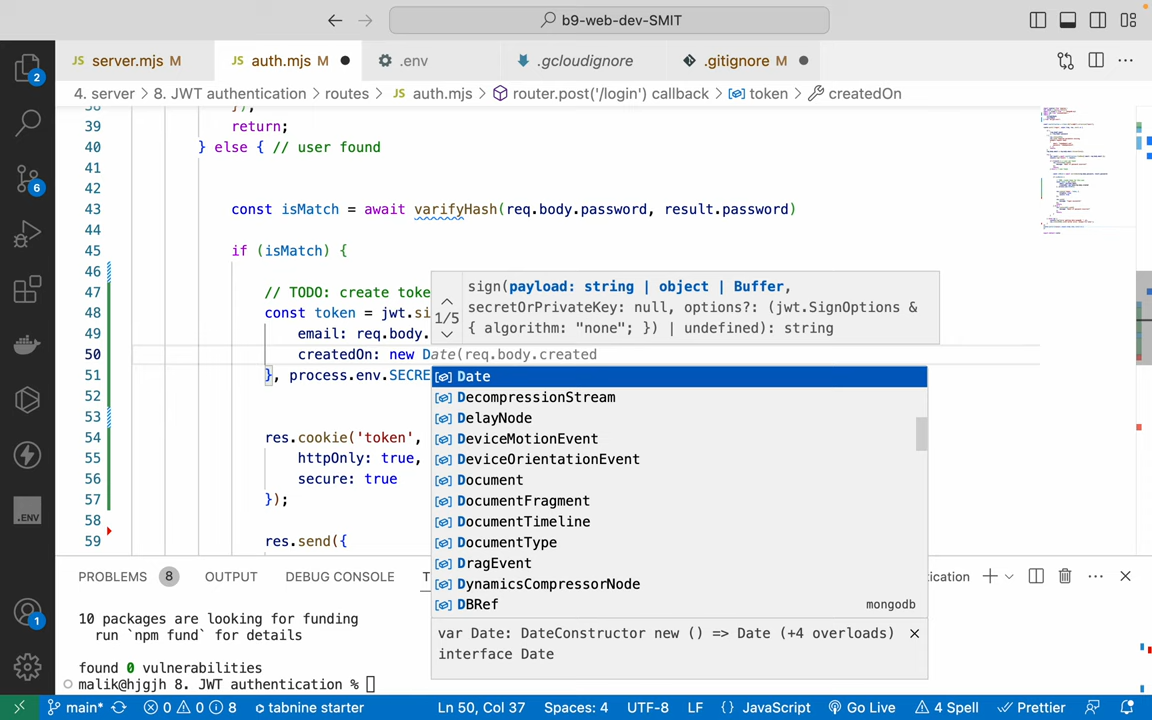 b9-web-dev-SMIT
JS server.mjs M
JS auth.mjs M
.env
.gcloudignore
.gitignore M
4. server > 8. JWT authentication > routes > JS auth.mjs > router.post('/login') callback > token > createdOn
38 });
39 return;
40 } else { // user found
41
42
43 const isMatch = await varifyHash(req.body.password, result.password)
44
45 if (isMatch) {
46
47 // TODO: create toke
48 const token = jwt.si
49 email: req.body.
50 createdOn: new Date(req.body.created
51 }, process.env.SECRE
52
53
54 res.cookie('token',
55 httpOnly: true,
56 secure: true
57 });
58
59 res.send({
sign(payload: string | object | Buffer,
1/5 secretOrPrivateKey: null, options?: (jwt.SignOptions &
{ algorithm: "none"; }) | undefined): string
Date
DecompressionStream
DelayNode
DeviceMotionEvent
DeviceOrientationEvent
Document
DocumentFragment
DocumentTimeline
DocumentType
DragEvent
DynamicsCompressorNode
DBRef mongodb
var Date: DateConstructor new () => Date (+4 overloads)
interface Date
2
6
.ENV
1
PROBLEMS 8 OUTPUT DEBUG CONSOLE T ication
10 packages are looking for funding
run `npm fund` for details
found 0 vulnerabilities
malik@hjgjh 8. JWT authentication %
main* 0 0 8 tabnine starter Ln 50, Col 37 Spaces: 4 UTF-8 LF {} JavaScript Go Live 4 Spell Prettier